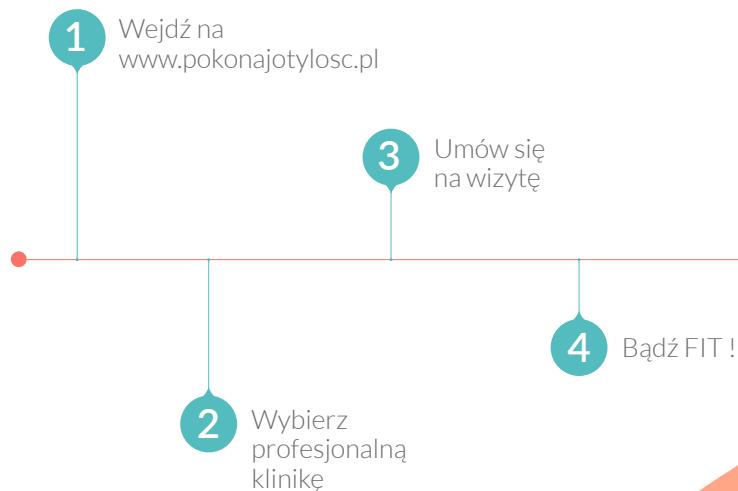 1
Wejdź na
www.pokonajotylosc.pl
2
Wybierz
profesjonalną
klinikę
3
Umów się
na wizytę
4
Bądź FIT !